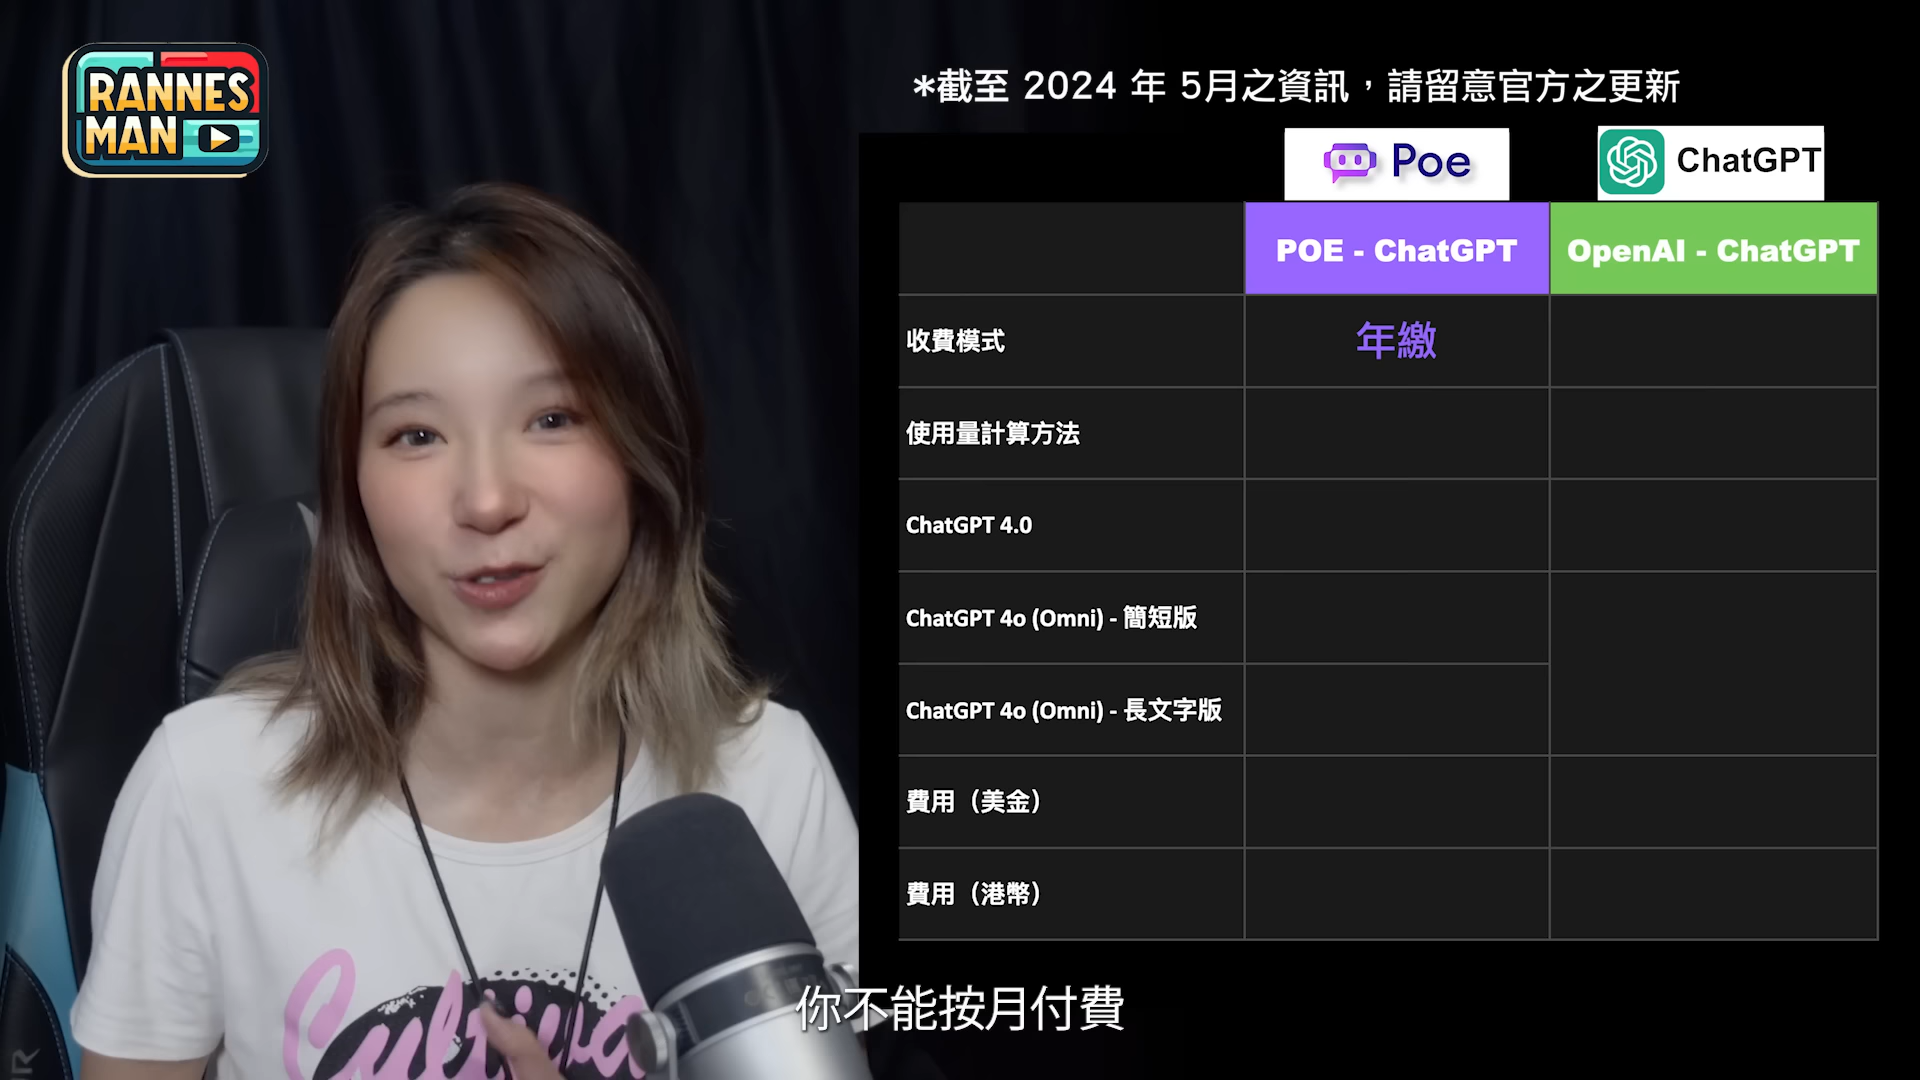 RANNES
MAN
*截至 2024 年 5月之資訊，請留意官方之更新
Poe
ChatGPT
POE - ChatGPT
OpenAI - ChatGPT
收費模式
年繳
使用量計算方法
ChatGPT 4.0
ChatGPT 4o (Omni) - 簡短版
ChatGPT 4o (Omni) - 長文字版
費用（美金）
費用（港幣）
你不能按月付費